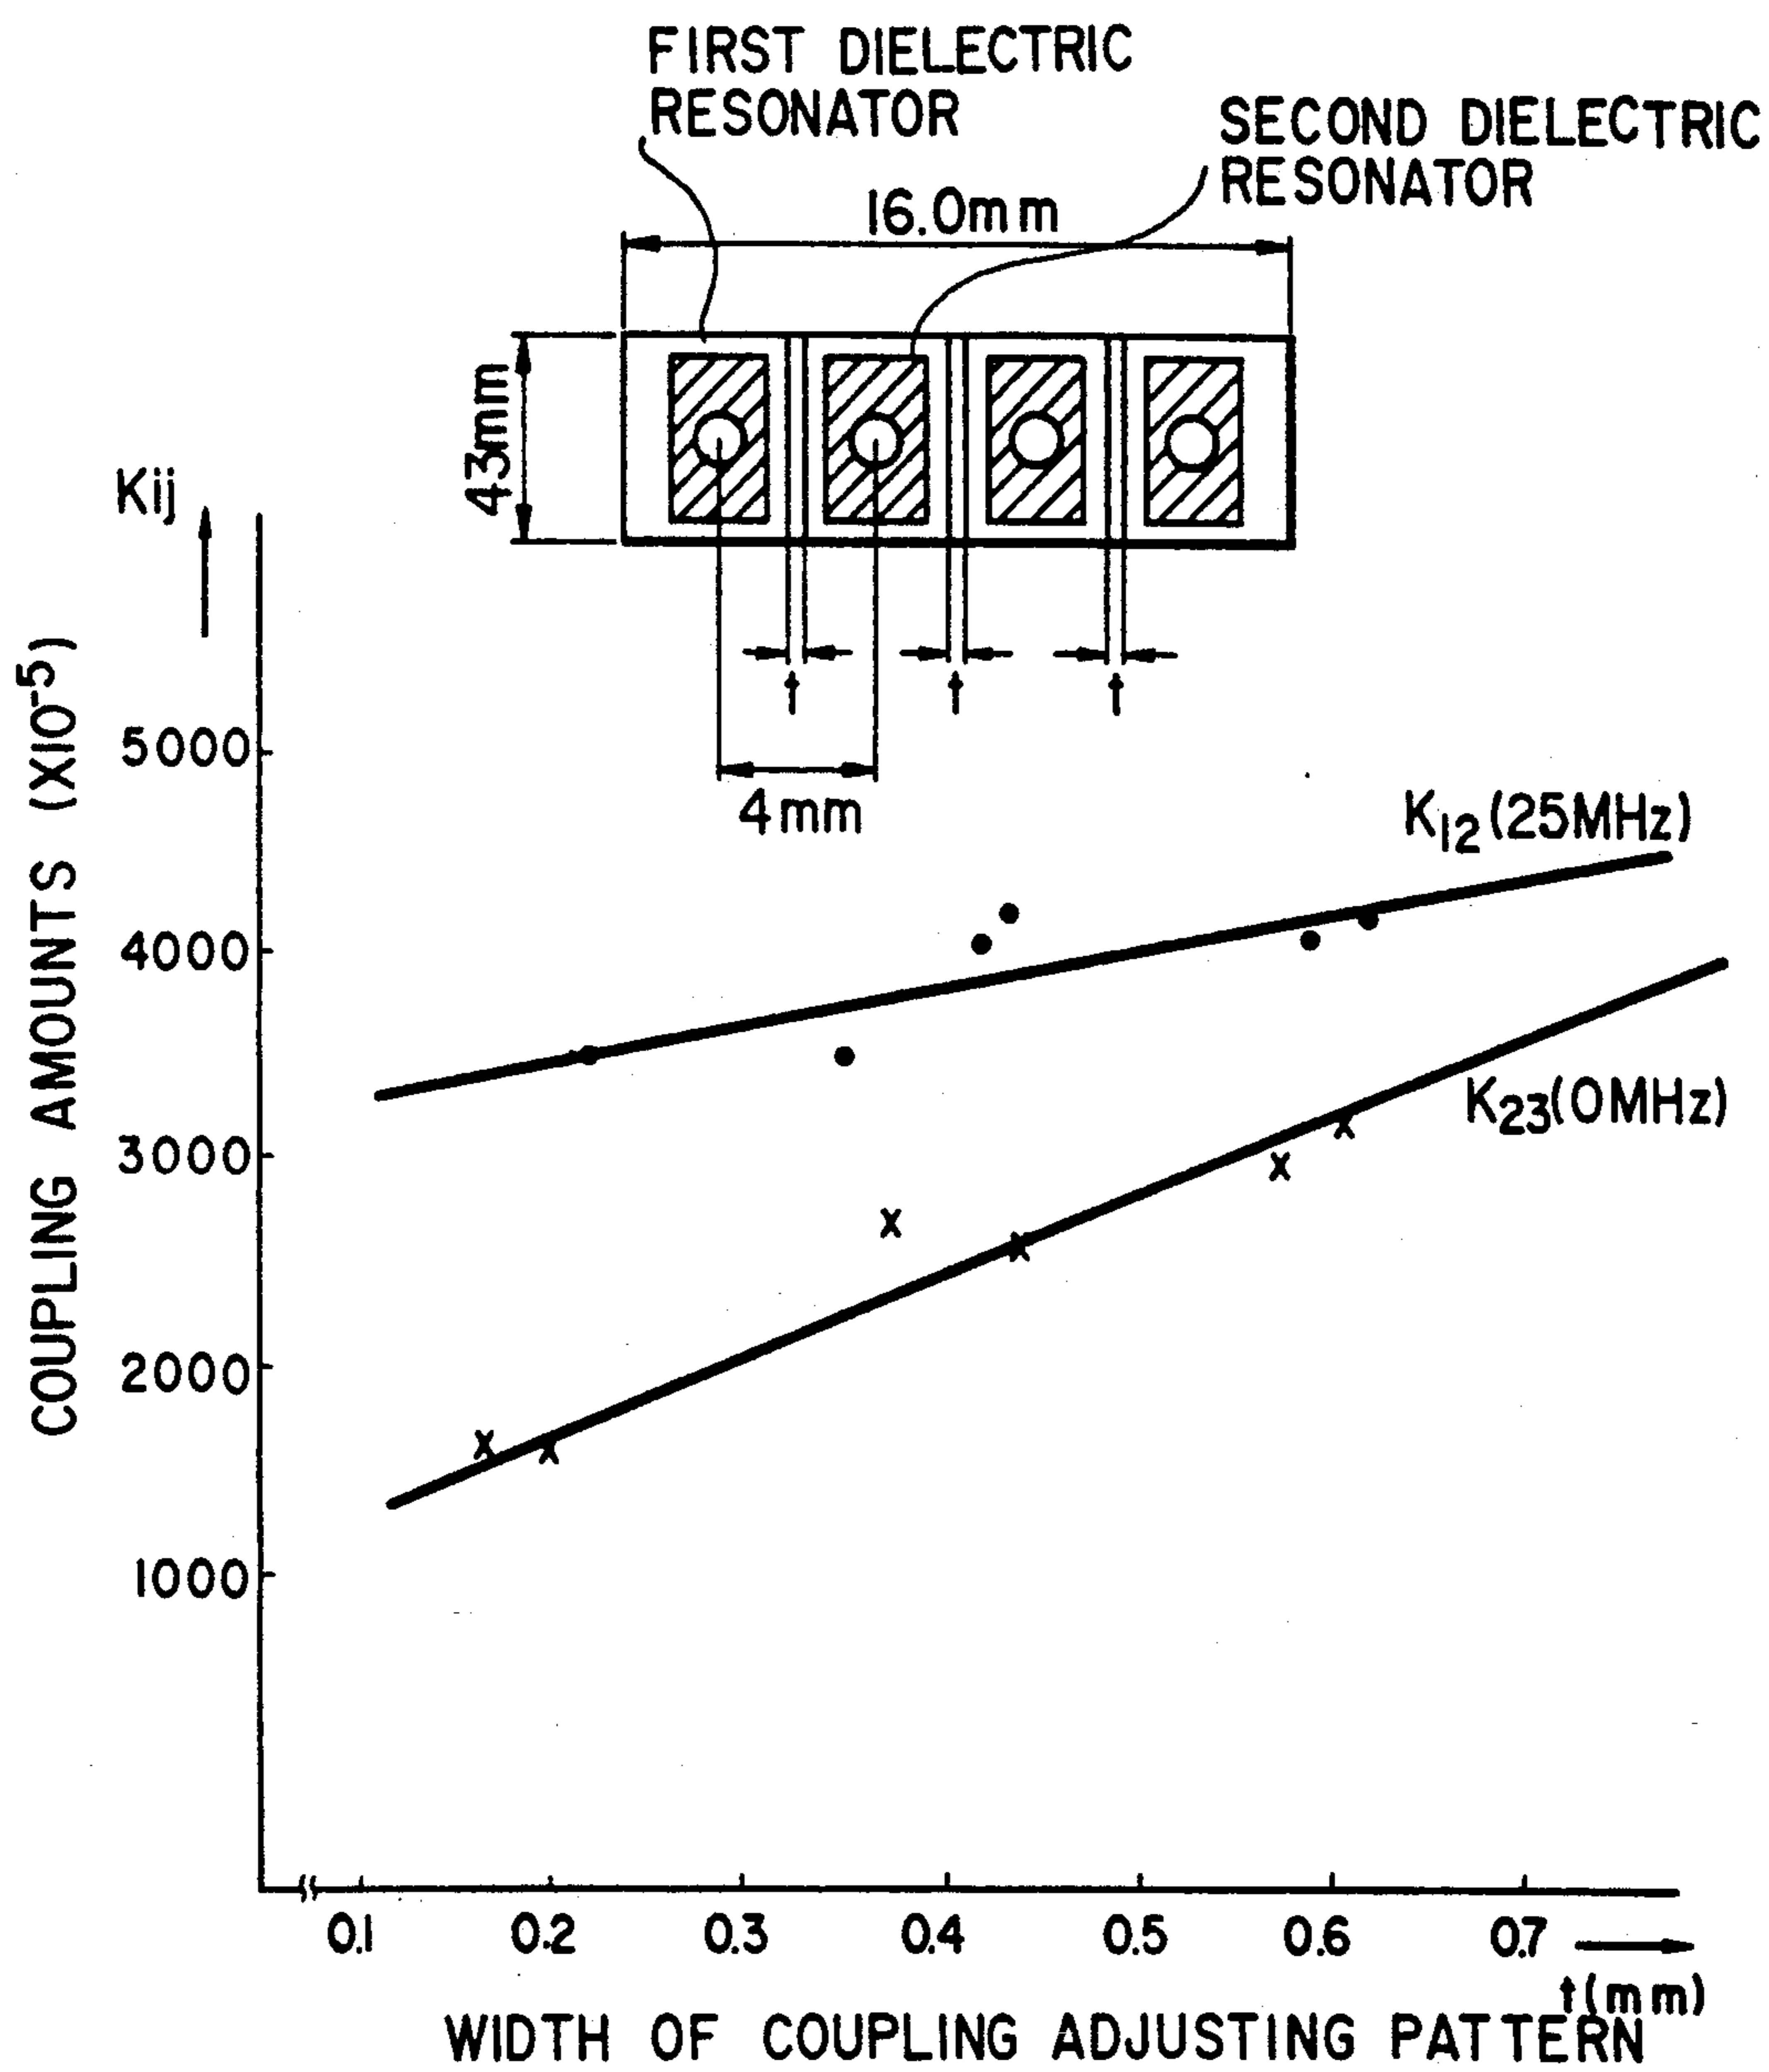 FIRST DIELECTRIC
RESONATOR
SECOND DIELECTRIC
RESONATOR
16.0mm
43mm
Kij
t
t
t
4mm
COUPLING AMOUNTS (X10-5)
5000
4000
3000
2000
1000
K12(25MHz)
K23(0MHz)
0.1
0.2
0.3
0.4
0.5
0.6
0.7
t(mm)
WIDTH OF COUPLING ADJUSTING PATTERN